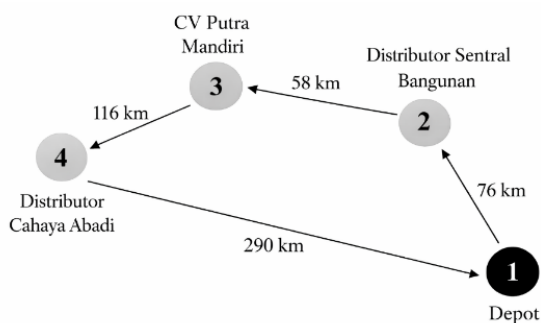 CV Putra
Mandiri
3
Distributor Sentral
Bangunan
58 km
2
116 km
4
Distributor
Cahaya Abadi
76 km
290 km
1
Depot